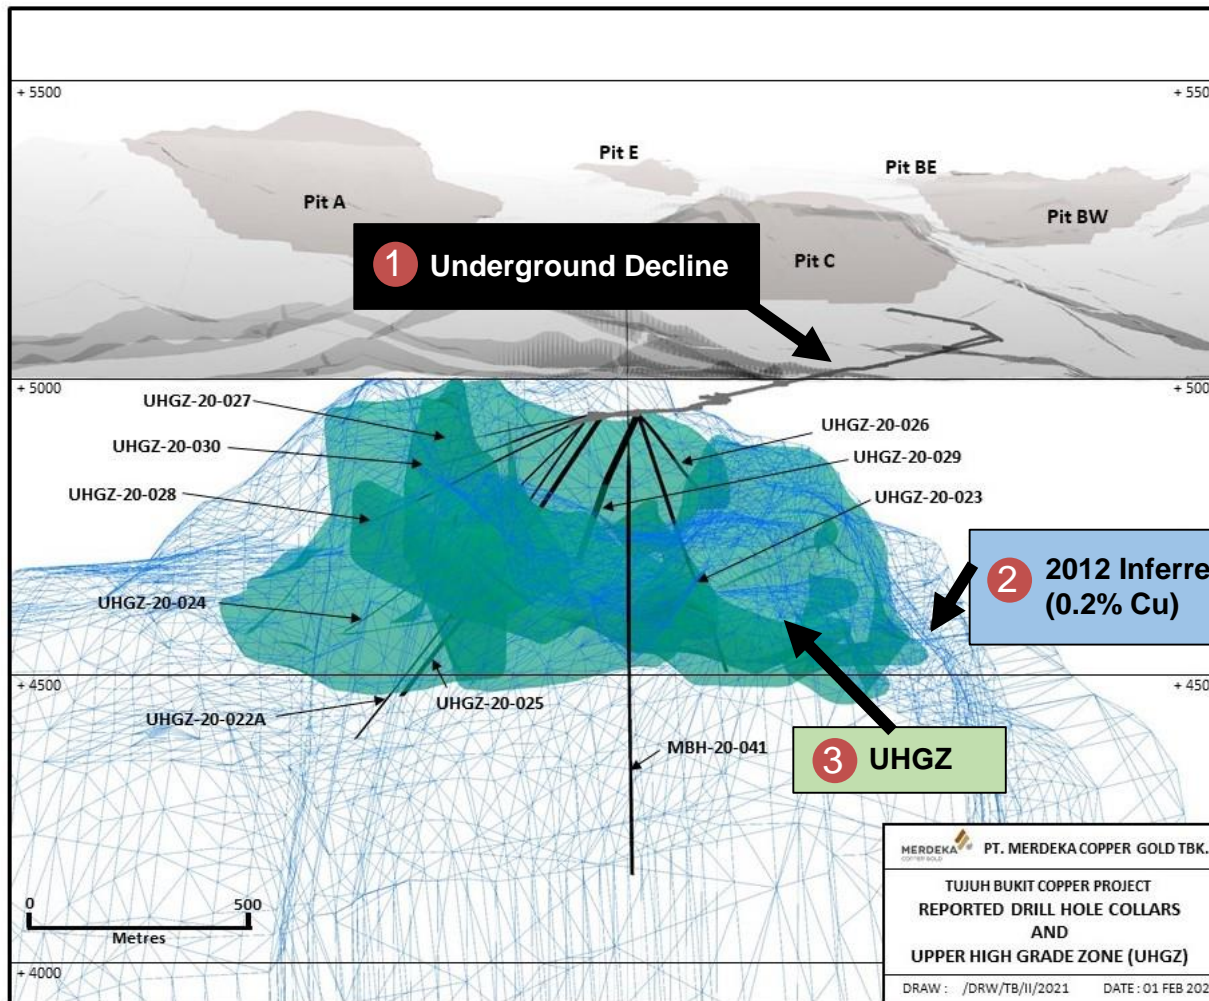 + 5500
+ 550
Pit E
Pit BE
Pit A
Pit BW
1 Underground Decline
Pit C
+ 5000
+ 500
UHGZ-20-027
UHGZ-20-026
UHGZ-20-030
UHGZ-20-029
UHGZ-20-028
UHGZ-20-023
2 2012 Inferre
(0.2% Cu)
UHGZ-20-024
+ 4500
+ 450
UHGZ-20-025
UHGZ-20-022A
MBH-20-041
3 UHGZ
MERDEKA
COPPER GOLD
PT. MERDEKA COPPER GOLD TBK.
TUJUH BUKIT COPPER PROJECT
REPORTED DRILL HOLE COLLARS
AND
UPPER HIGH GRADE ZONE (UHGZ)
0 500
Metres
+ 4000
DRAW : /DRW/TB/II/2021 DATE : 01 FEB 202